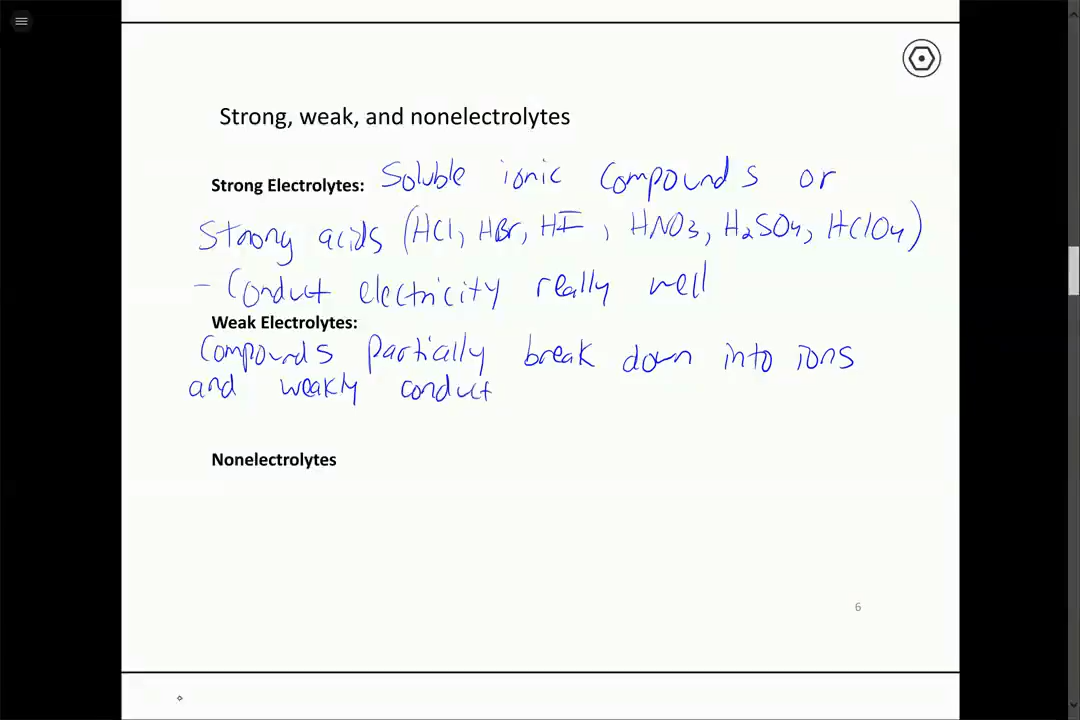 Strong, weak, and nonelectrolytes
Strong Electrolytes: Soluble ionic compounds or
Strong acids (HCl, HBr, HI, HNO3, H2SO4, HClO4)
- Conduct electricity really well
Weak Electrolytes:
Compounds partially break down into ions
and weakly conduct
Nonelectrolytes
6